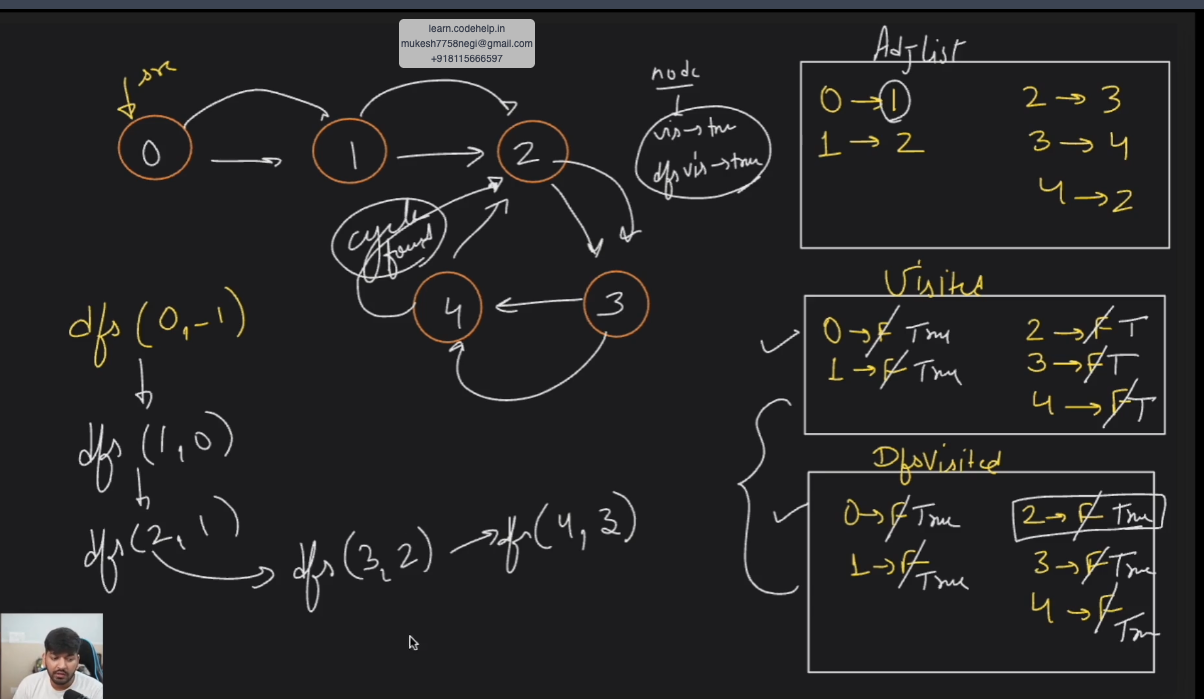 learn.codehelp.in
mukesh7758negi@gmail.com
+918115666597
src
0
1
2
3
4
node
vis→true
dfsvis→true
cycle
found
Adj list
0→1
1→2
2→3
3→4
4→2
Visited
0→F True
1→F True
2→F T
3→F T
4→F T
DfsVisited
0→F True
1→F True
2→F True
3→F True
4→F True
dfs(0,-1)
dfs(1,0)
dfs(2,1)
dfs(3,2)
dfs(4,3)